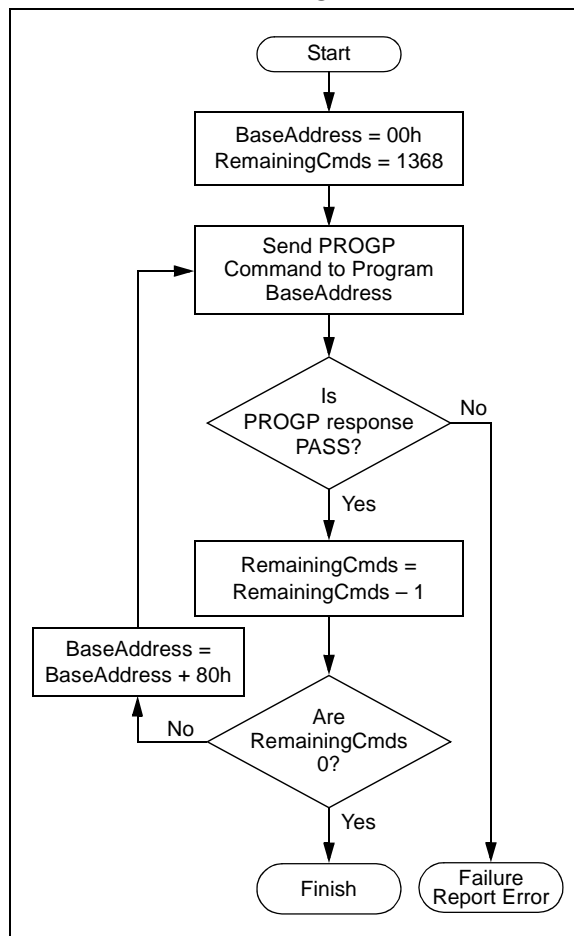 Start
BaseAddress = 00h
RemainingCmds = 1368
Send PROGP
Command to Program
BaseAddress
Is
PROGP response
PASS?
No
Yes
RemainingCmds =
RemainingCmds – 1
BaseAddress =
BaseAddress + 80h
No
Are
RemainingCmds
0?
Yes
Finish
Failure
Report Error